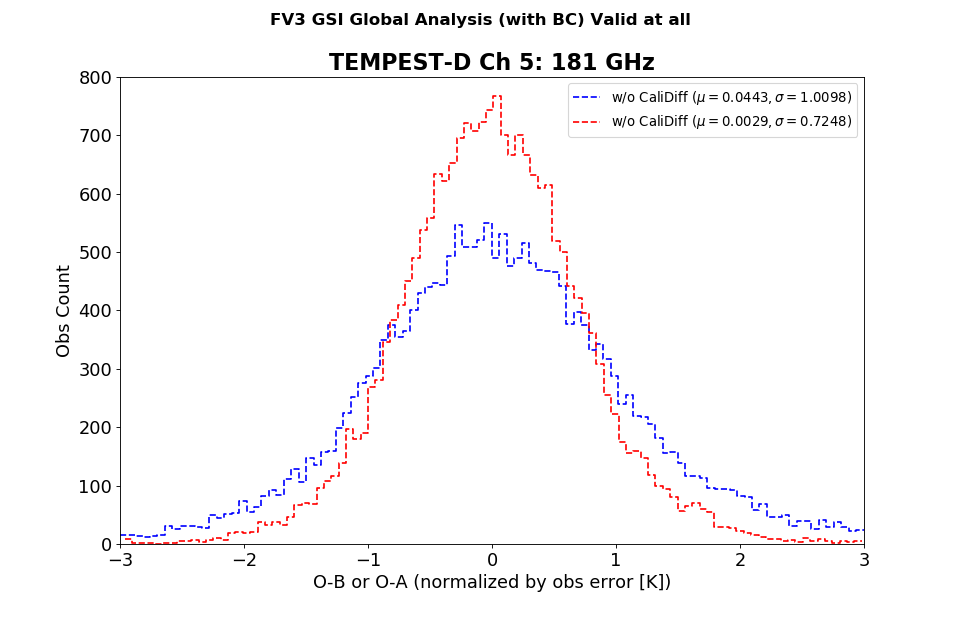 FV3 GSI Global Analysis (with BC) Valid at all
TEMPEST-D Ch 5: 181 GHz
w/o CaliDiff (μ = 0.0443, σ = 1.0098)
w/o CaliDiff (μ = 0.0029, σ = 0.7248)
800
700
600
500
400
300
200
100
0
Obs Count
−3 −2 −1 0 1 2 3
O-B or O-A (normalized by obs error [K])